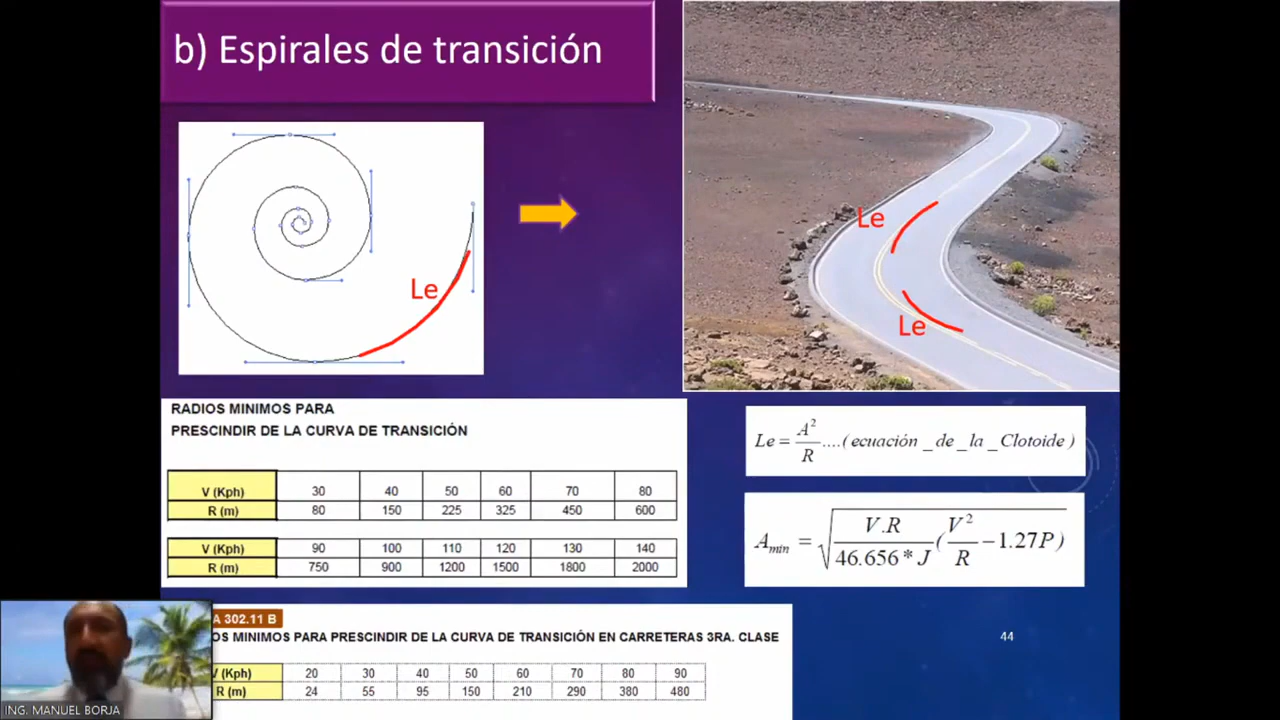 b) Espirales de transición
Le
Le
Le
RADIOS MINIMOS PARA
PRESCINDIR DE LA CURVA DE TRANSICIÓN
V (Kph) 30 40 50 60 70 80
R (m) 80 150 225 325 450 600
V (Kph) 90 100 110 120 130 140
R (m) 750 900 1200 1500 1800 2000
Le = A²/R ....( ecuación _de_la_Clotoide )
Amin = √(V.R/46.656*J (V²/R − 1.27P))
A 302.11 B
OS MINIMOS PARA PRESCINDIR DE LA CURVA DE TRANSICIÓN EN CARRETERAS 3RA. CLASE
V (Kph) 20 30 40 50 60 70 80 90
R (m) 24 55 95 150 210 290 380 480
44
ING. MANUEL BORJA